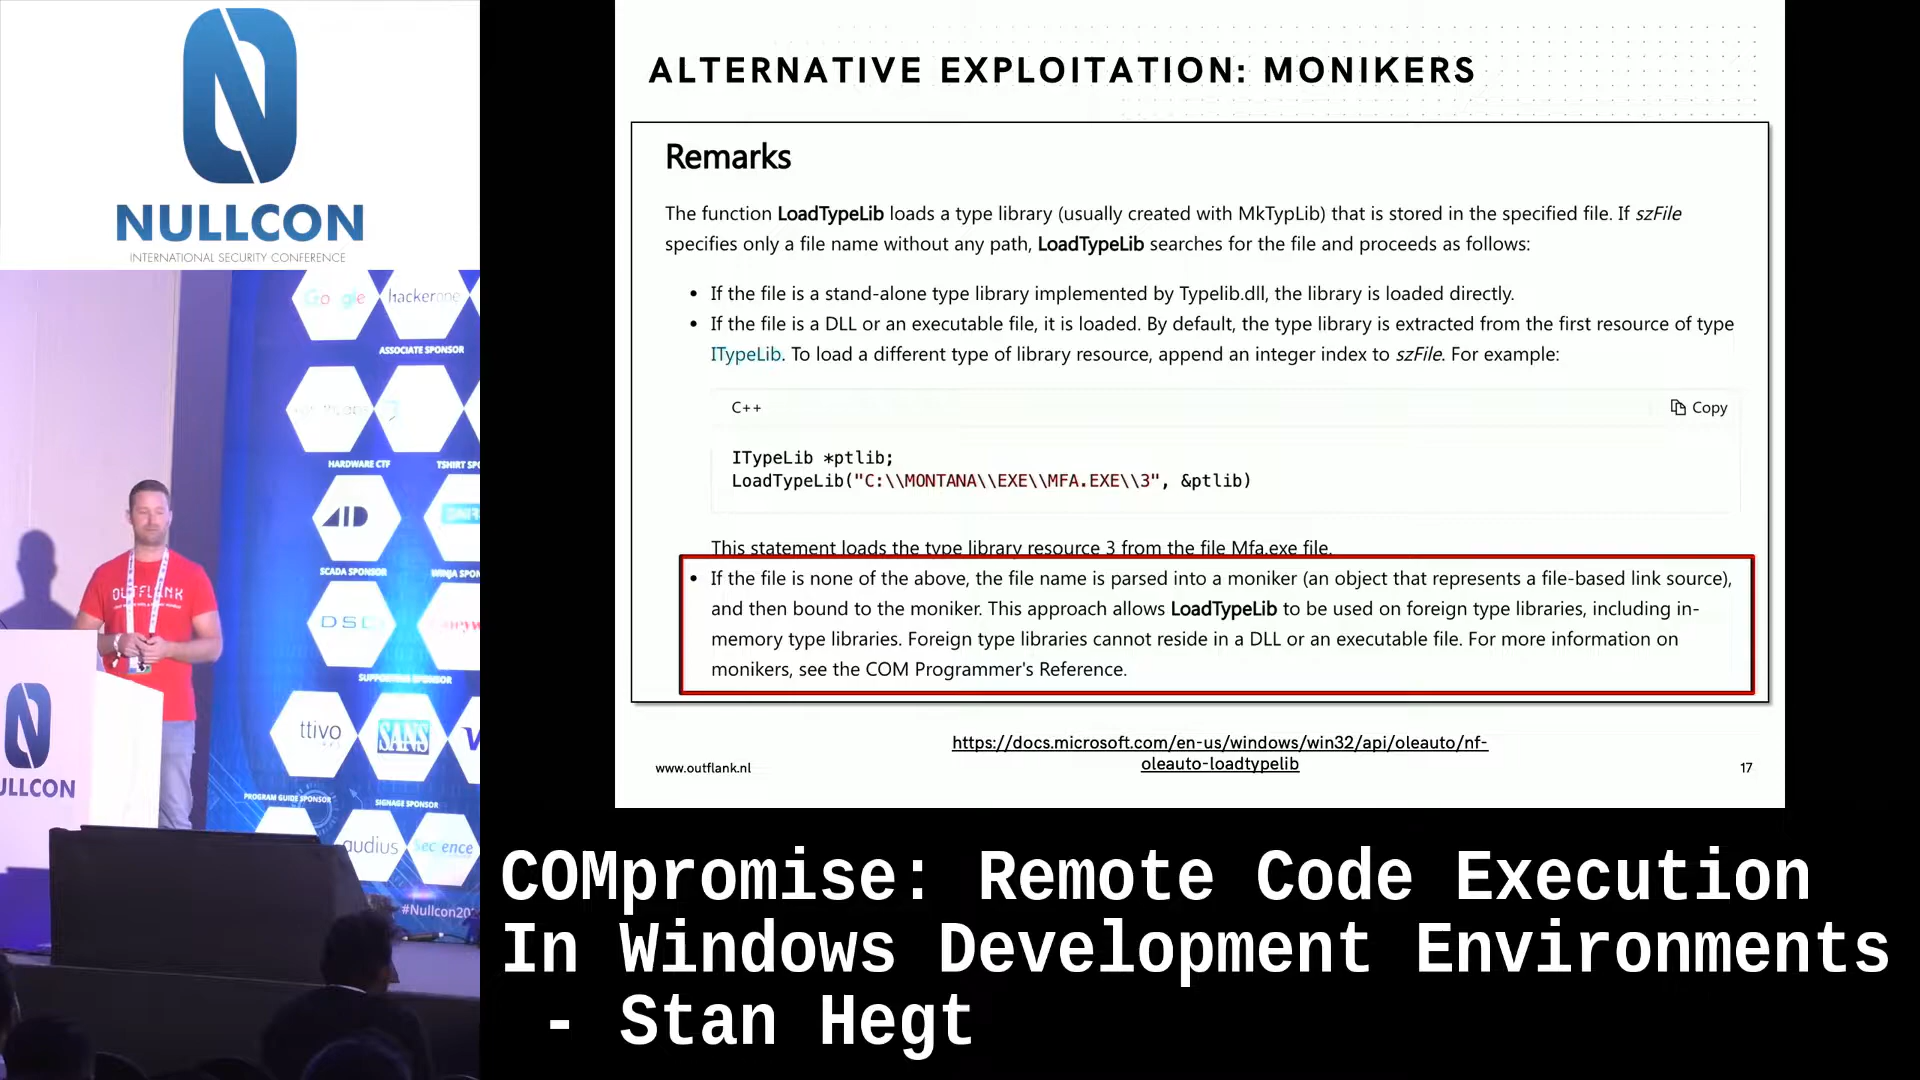 NULLCON
INTERNATIONAL SECURITY CONFERENCE
Google
hackerone
ASSOCIATE SPONSOR
HARDWARE CTF
TSHIRT SPO
SCADA SPONSOR
WINJA SPON
OUTFLANK
DSCI
SUPPORTING SPONSOR
ttivo
SANS
ULLCON
PROGRAM GUIDE SPONSOR
SIGNAGE SPONSOR
audius
#Nullcon20
ALTERNATIVE EXPLOITATION: MONIKERS
Remarks
The function LoadTypeLib loads a type library (usually created with MkTypLib) that is stored in the specified file. If szFile
specifies only a file name without any path, LoadTypeLib searches for the file and proceeds as follows:
• If the file is a stand-alone type library implemented by Typelib.dll, the library is loaded directly.
• If the file is a DLL or an executable file, it is loaded. By default, the type library is extracted from the first resource of type
ITypeLib. To load a different type of library resource, append an integer index to szFile. For example:
C++
Copy
ITypeLib *ptlib;
LoadTypeLib("C:\\MONTANA\\EXE\\MFA.EXE\\3", &ptlib)
This statement loads the type library resource 3 from the file Mfa.exe file.
• If the file is none of the above, the file name is parsed into a moniker (an object that represents a file-based link source),
and then bound to the moniker. This approach allows LoadTypeLib to be used on foreign type libraries, including in-
memory type libraries. Foreign type libraries cannot reside in a DLL or an executable file. For more information on
monikers, see the COM Programmer's Reference.
https://docs.microsoft.com/en-us/windows/win32/api/oleauto/nf-
oleauto-loadtypelib
www.outflank.nl
17
COMpromise: Remote Code Execution
In Windows Development Environments
- Stan Hegt